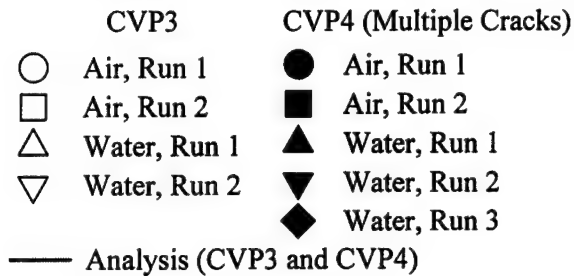 CVP3 CVP4 (Multiple Cracks)
Air, Run 1 Air, Run 1
Air, Run 2 Air, Run 2
Water, Run 1 Water, Run 1
Water, Run 2 Water, Run 2
Water, Run 3
Analysis (CVP3 and CVP4)